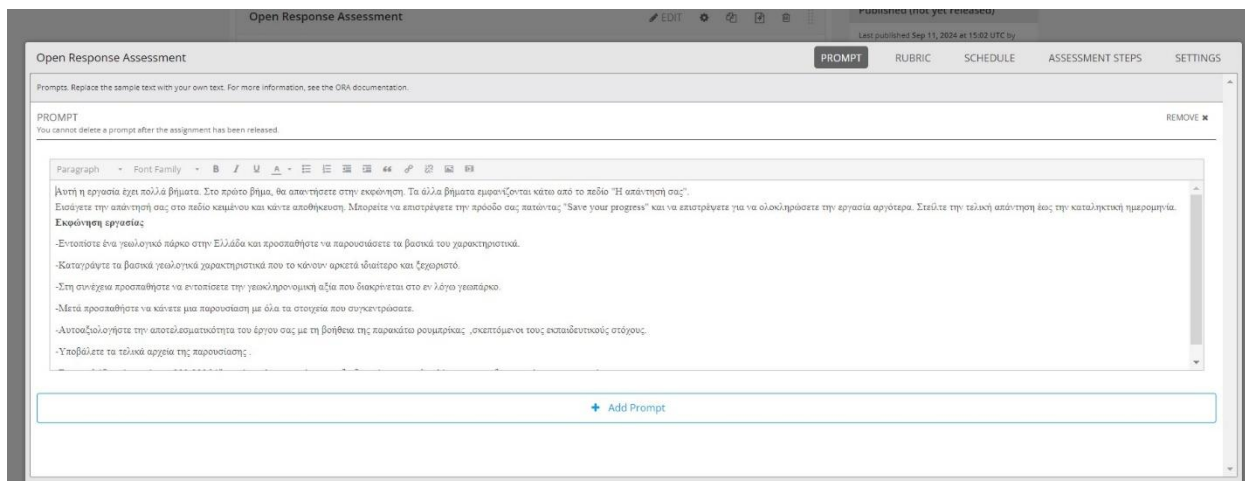 Open Response Assessment
EDIT
Published (not yet released)
Last published Sep 11, 2024 at 15:02 UTC by
Open Response Assessment
PROMPT RUBRIC SCHEDULE ASSESSMENT STEPS SETTINGS
Prompts. Replace the sample text with your own text. For more information, see the ORA documentation.
PROMPT
REMOVE ✖
You cannot delete a prompt after the assignment has been released.
Paragraph Font Family B I U A
Αυτή η εργασία έχει πολλά βήματα. Στο πρώτο βήμα, θα απαντήσετε στην εκφώνηση. Τα άλλα βήματα εμφανίζονται κάτω από το πεδίο "Η απάντησή σας".
Εισάγετε την απάντησή σας στο πεδίο κειμένου και κάντε αποθήκευση. Μπορείτε να επιστρέψετε την πρόοδο σας πατώντας "Save your progress" και να επιστρέψετε για να ολοκληρώσετε την εργασία αργότερα. Στείλτε την τελική απάντηση έως την καταληκτική ημερομηνία.
Εκφώνηση εργασίας
-Εντοπίστε ένα γεωλογικό πάρκο στην Ελλάδα και προσπαθήστε να παρουσιάσετε τα βασικά του χαρακτηριστικά.
-Καταγράψτε τα βασικά γεωλογικά χαρακτηριστικά που το κάνουν αρκετά ιδιαίτερο και ξεχωριστό.
-Στη συνέχεια προσπαθήστε να εντοπίσετε την γεωκληρονομική αξία που διακρίνεται στο εν λόγω γεωπάρκο.
-Μετά προσπαθήστε να κάνετε μια παρουσίαση με όλα τα στοιχεία που συγκεντρώσατε.
-Αυτοαξιολογήστε την αποτελεσματικότητα του έργου σας με τη βοήθεια της παρακάτω ρουμπρίκας ,σκεπτόμενοι τους εκπαιδευτικούς στόχους.
-Υποβάλετε τα τελικά αρχεία της παρουσίασης .
+ Add Prompt